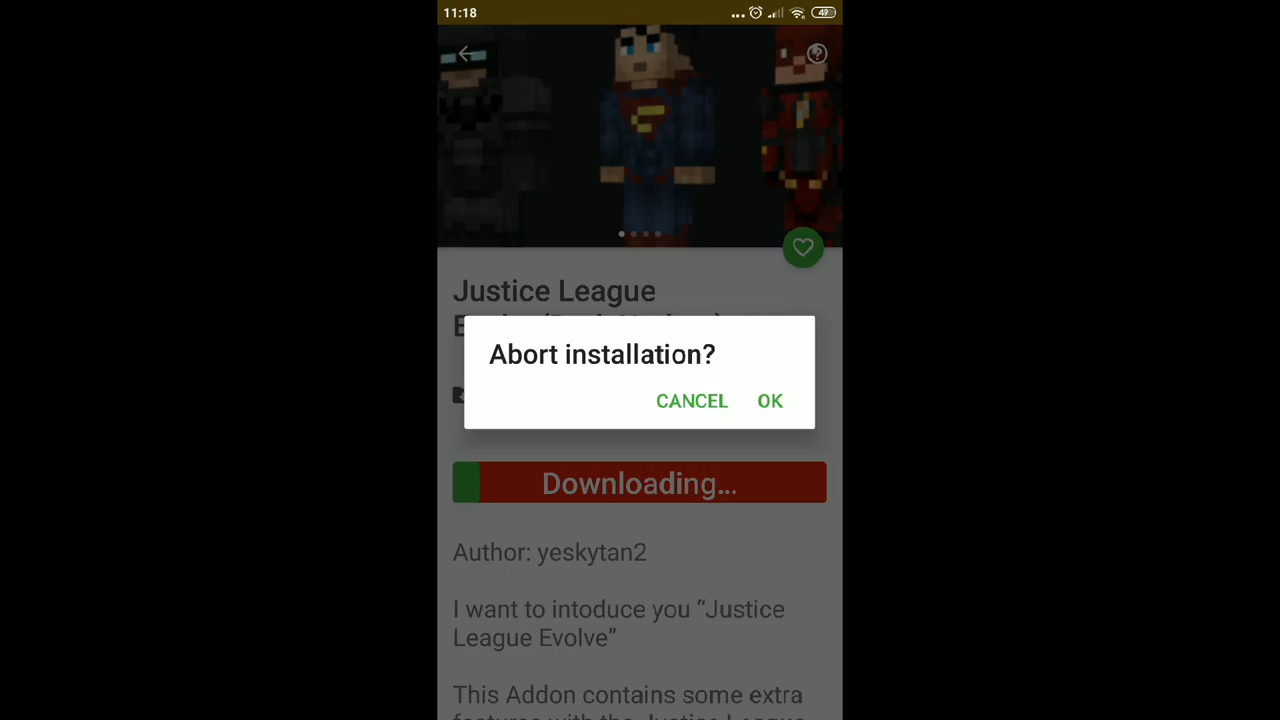 11:18
49
Justice League
Abort installation?
CANCEL OK
Downloading...
Author: yeskytan2
I want to intoduce you “Justice
League Evolve”
This Addon contains some extra